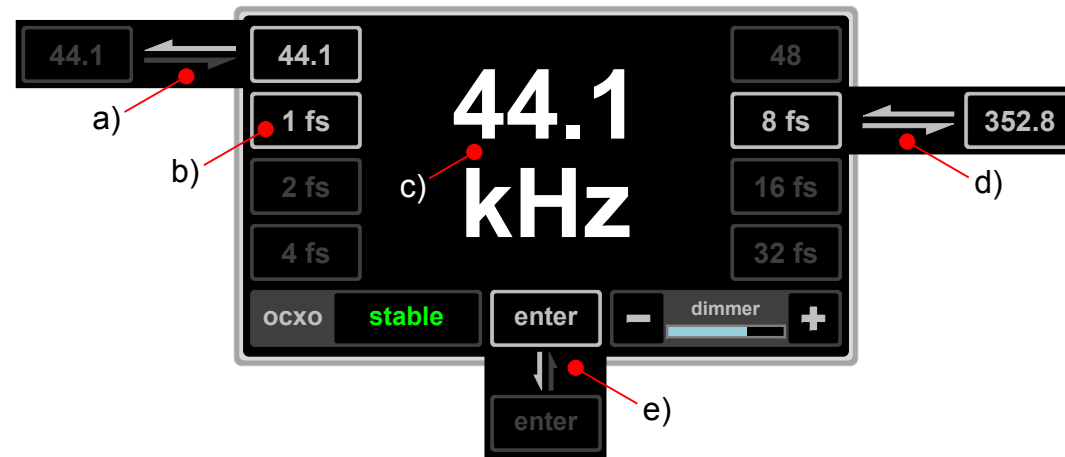 44.1
44.1
48
a)
1 fs
44.1
8 fs
352.8
b)
c)
d)
2 fs
kHz
16 fs
4 fs
32 fs
ocxo
stable
enter
dimmer
e)
enter